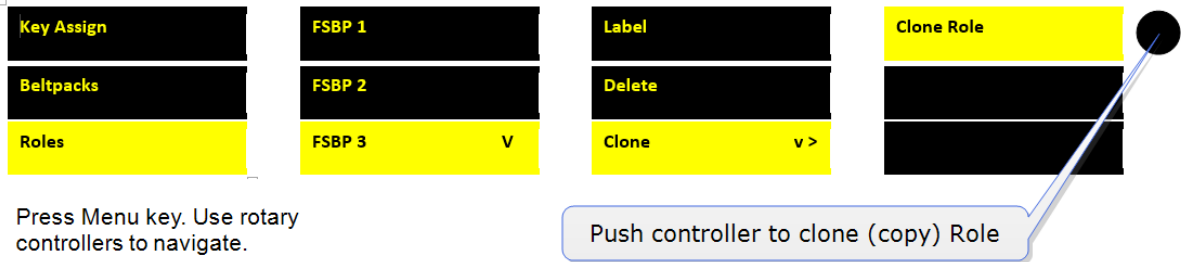 Key Assign
Beltpacks
Roles
FSBP 1
FSBP 2
FSBP 3 V
Label
Delete
Clone v >
Clone Role
Press Menu key. Use rotary
controllers to navigate.
Push controller to clone (copy) Role